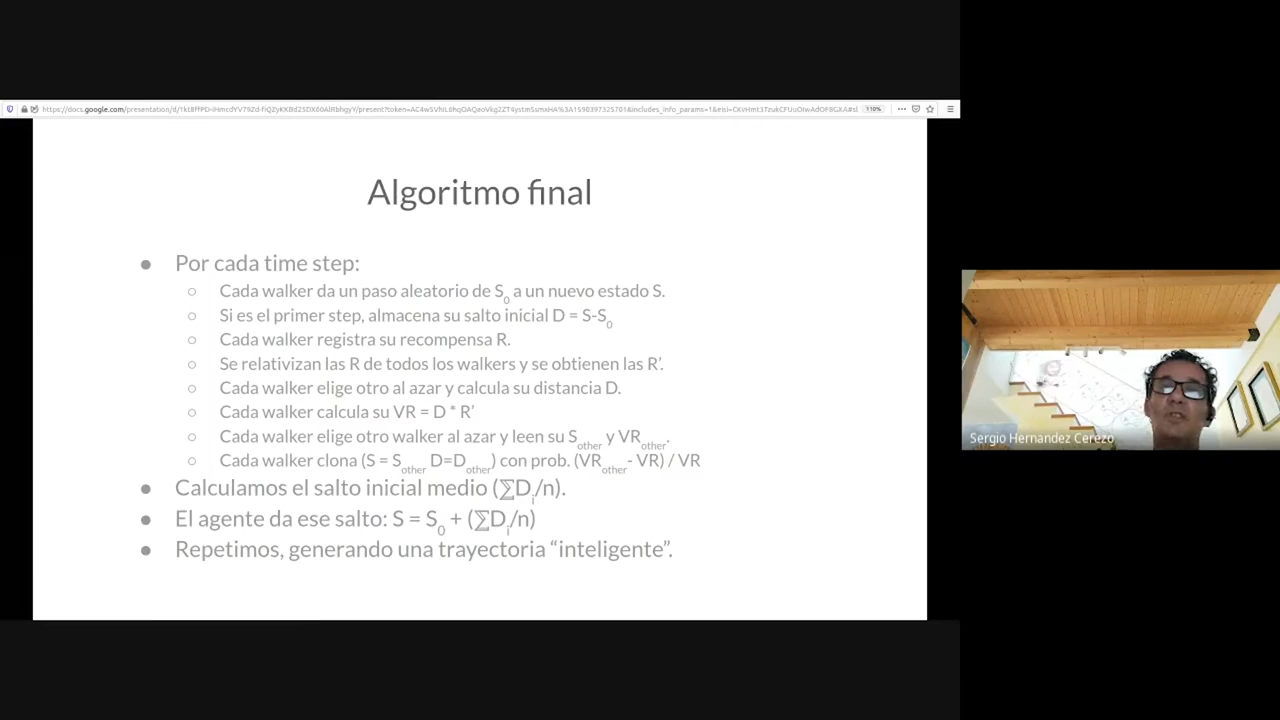 Algoritmo final
● Por cada time step:
○ Cada walker da un paso aleatorio de S0 a un nuevo estado S.
○ Si es el primer step, almacena su salto inicial D = S-S0
○ Cada walker registra su recompensa R.
○ Se relativizan las R de todos los walkers y se obtienen las R'.
○ Cada walker elige otro al azar y calcula su distancia D.
○ Cada walker calcula su VR = D * R'
○ Cada walker elige otro walker al azar y leen su Sother y VRother.
○ Cada walker clona (S = Sother D=Dother) con prob. (VRother- VR) / VR
● Calculamos el salto inicial medio (∑Di/n).
● El agente da ese salto: S = S0 + (∑Di/n)
● Repetimos, generando una trayectoria “inteligente”.
110%
Sergio Hernandez Cerezo